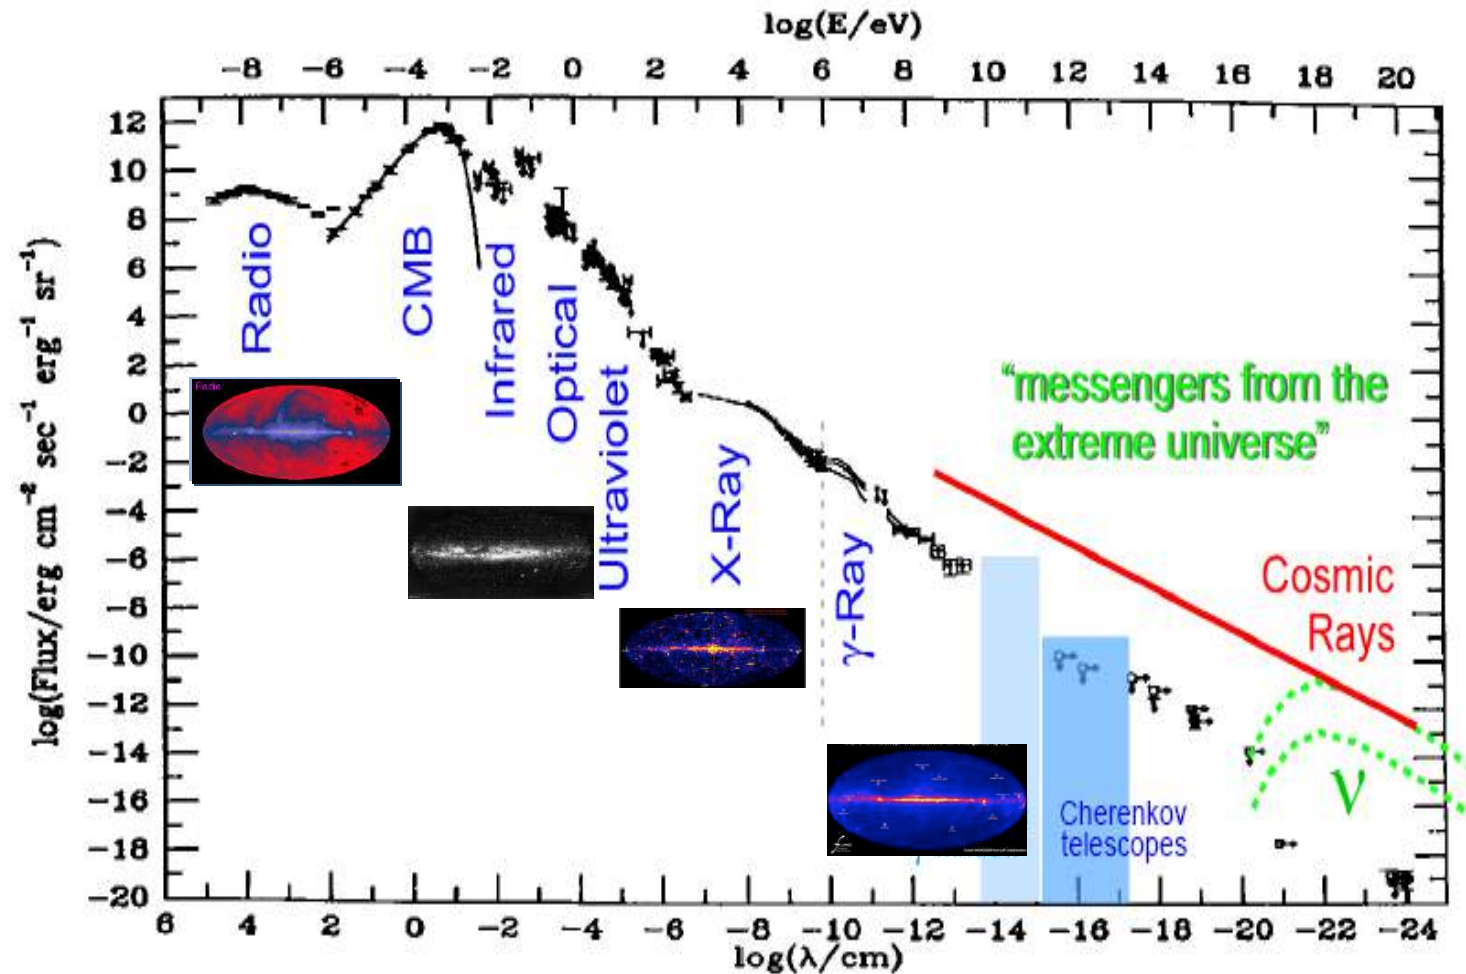 log(E/eV)
−8 −6 −4 −2 0 2 4 6 8 10 12 14 16 18 20
12
10
8
6
4
2
0
−2
−4
−6
−8
−10
−12
−14
−16
−18
−20
log(Flux/erg cm⁻² sec⁻¹ erg⁻¹ sr⁻¹)
Radio
CMB
Infrared
Optical
Ultraviolet
X-Ray
γ-Ray
Radio
“messengers from the
extreme universe”
Cosmic
Rays
ν
Cherenkov
telescopes
6 4 2 0 −2 −4 −6 −8 −10 −12 −14 −16 −18 −20 −22 −24
log(λ/cm)